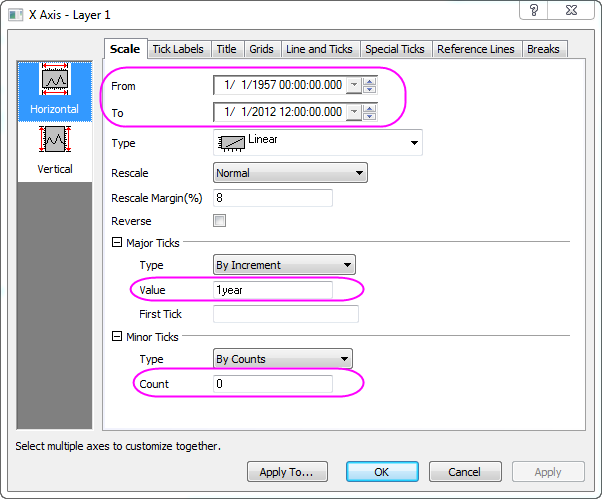 X Axis - Layer 1
?
Scale Tick Labels Title Grids Line and Ticks Special Ticks Reference Lines Breaks
Horizontal
Vertical
From 1/ 1/1957 00:00:00.000
To 1/ 1/2012 12:00:00.000
Type Linear
Rescale Normal
Rescale Margin(%) 8
Reverse
Major Ticks
Type By Increment
Value 1year
First Tick
Minor Ticks
Type By Counts
Count 0
Select multiple axes to customize together.
Apply To... OK Cancel Apply